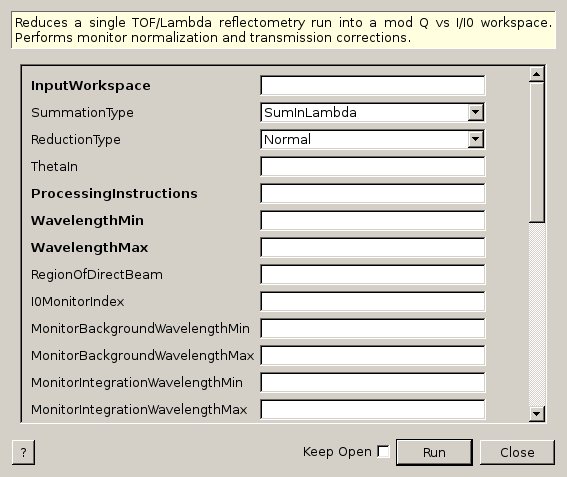 Reduces a single TOF/Lambda reflectometry run into a mod Q vs I/I0 workspace.
Performs monitor normalization and transmission corrections.
InputWorkspace
SummationType SumInLambda
ReductionType Normal
ThetaIn
ProcessingInstructions
WavelengthMin
WavelengthMax
RegionOfDirectBeam
I0MonitorIndex
MonitorBackgroundWavelengthMin
MonitorBackgroundWavelengthMax
MonitorIntegrationWavelengthMin
MonitorIntegrationWavelengthMax
? Keep Open Run Close